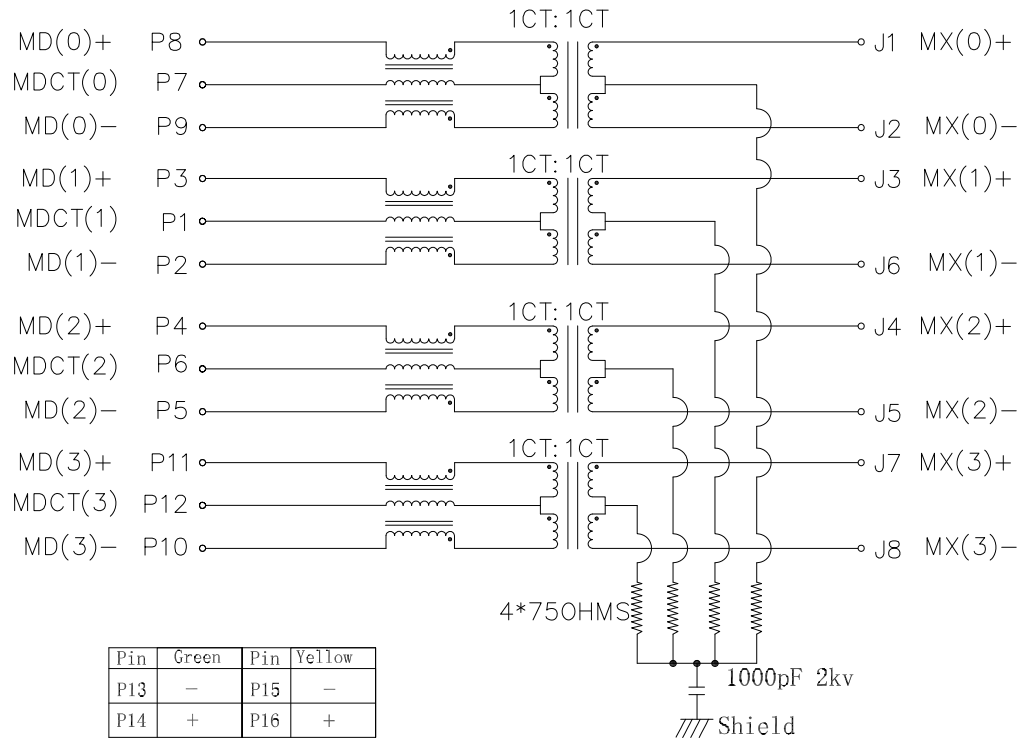 1CT:1CT
MD(0)+ P8 J1 MX(0)+
MDCT(0) P7
MD(0)- P9 J2 MX(0)-
1CT:1CT
MD(1)+ P3 J3 MX(1)+
MDCT(1) P1
MD(1)- P2 J6 MX(1)-
1CT:1CT
MD(2)+ P4 J4 MX(2)+
MDCT(2) P6
MD(2)- P5 J5 MX(2)-
1CT:1CT
MD(3)+ P11 J7 MX(3)+
MDCT(3) P12
MD(3)- P10 J8 MX(3)-
4*75OHMS
Pin Green Pin Yellow
P13 - P15 -
P14 + P16 +
1000pF 2kv
Shield